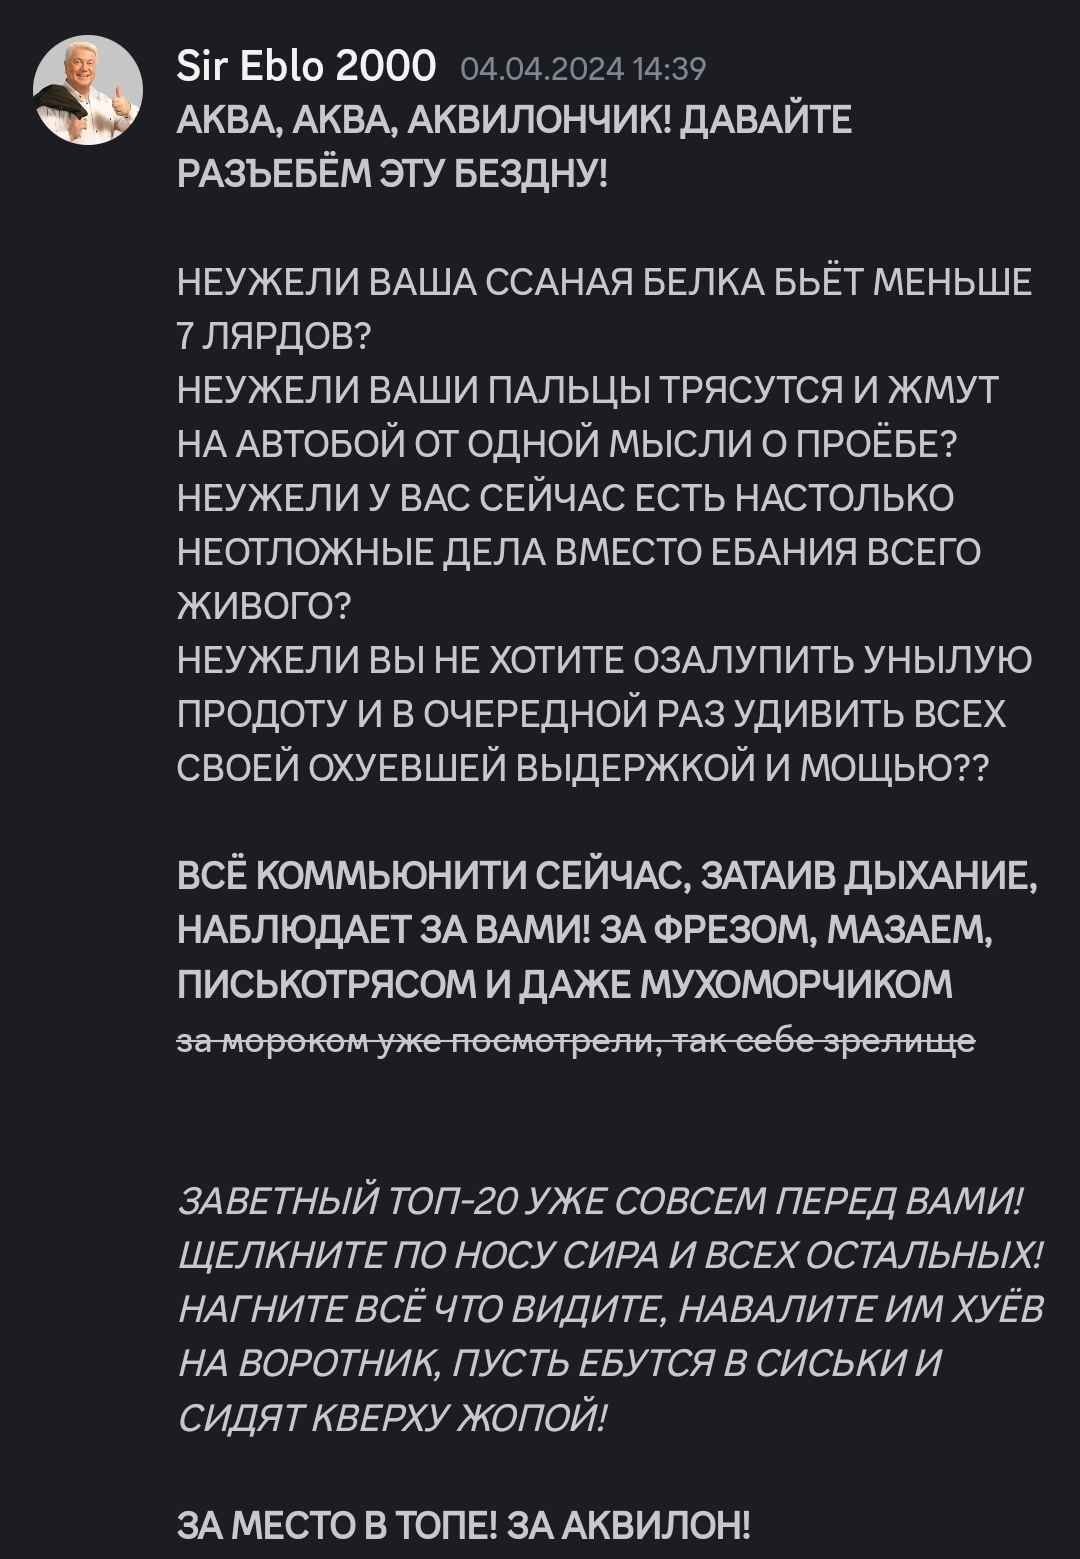 Sir Eblo 2000 04.04.2024 14:39
АКВА, АКВА, АКВИЛОНЧИК! ДАВАЙТЕ
РАЗЪЕБЁМ ЭТУ БЕЗДНУ!
НЕУЖЕЛИ ВАША ССАНАЯ БЕЛКА БЬЁТ МЕНЬШЕ
7 ЛЯРДОВ?
НЕУЖЕЛИ ВАШИ ПАЛЬЦЫ ТРЯСУТСЯ И ЖМУТ
НА АВТОБОЙ ОТ ОДНОЙ МЫСЛИ О ПРОЁБЕ?
НЕУЖЕЛИ У ВАС СЕЙЧАС ЕСТЬ НАСТОЛЬКО
НЕОТЛОЖНЫЕ ДЕЛА ВМЕСТО ЕБАНИЯ ВСЕГО
ЖИВОГО?
НЕУЖЕЛИ ВЫ НЕ ХОТИТЕ ОЗАЛУПИТЬ УНЫЛУЮ
ПРОДОТУ И В ОЧЕРЕДНОЙ РАЗ УДИВИТЬ ВСЕХ
СВОЕЙ ОХУЕВШЕЙ ВЫДЕРЖКОЙ И МОЩЬЮ??
ВСЁ КОММЬЮНИТИ СЕЙЧАС, ЗАТАИВ ДЫХАНИЕ,
НАБЛЮДАЕТ ЗА ВАМИ! ЗА ФРЕЗОМ, МАЗАЕМ,
ПИСЬКОТРЯСОМ И ДАЖЕ МУХОМОРЧИКОМ
за мороком уже посмотрели, так себе зрелище
ЗАВЕТНЫЙ ТОП-20 УЖЕ СОВСЕМ ПЕРЕД ВАМИ!
ЩЕЛКНИТЕ ПО НОСУ СИРА И ВСЕХ ОСТАЛЬНЫХ!
НАГНИТЕ ВСЁ ЧТО ВИДИТЕ, НАВАЛИТЕ ИМ ХУЁВ
НА ВОРОТНИК, ПУСТЬ ЕБУТСЯ В СИСЬКИ И
СИДЯТ КВЕРХУ ЖОПОЙ!
ЗА МЕСТО В ТОПЕ! ЗА АКВИЛОН!